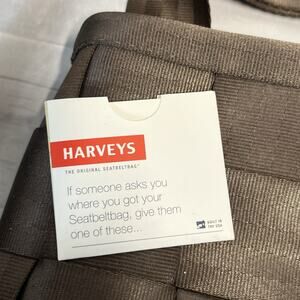 HARVEYS
THE ORIGINAL SEATBELTBAG®
If someone asks you
where you got your
Seatbeltbag, give them
one of these...
BUILT IN
THE USA